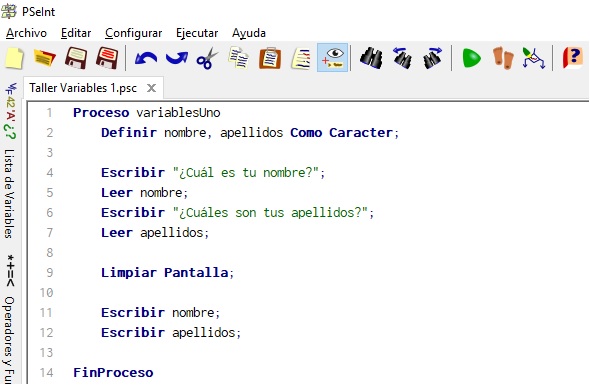 PSeInt
Archivo Editar Configurar Ejecutar Ayuda
Taller Variables 1.psc
1 Proceso variablesUno
2 Definir nombre, apellidos Como Caracter;
3
4 Escribir "¿Cuál es tu nombre?";
5 Leer nombre;
6 Escribir "¿Cuáles son tus apellidos?";
7 Leer apellidos;
8
9 Limpiar Pantalla;
10
11 Escribir nombre;
12 Escribir apellidos;
13
14 FinProceso
Lista de Variables
*+=<
Operadores y Fu